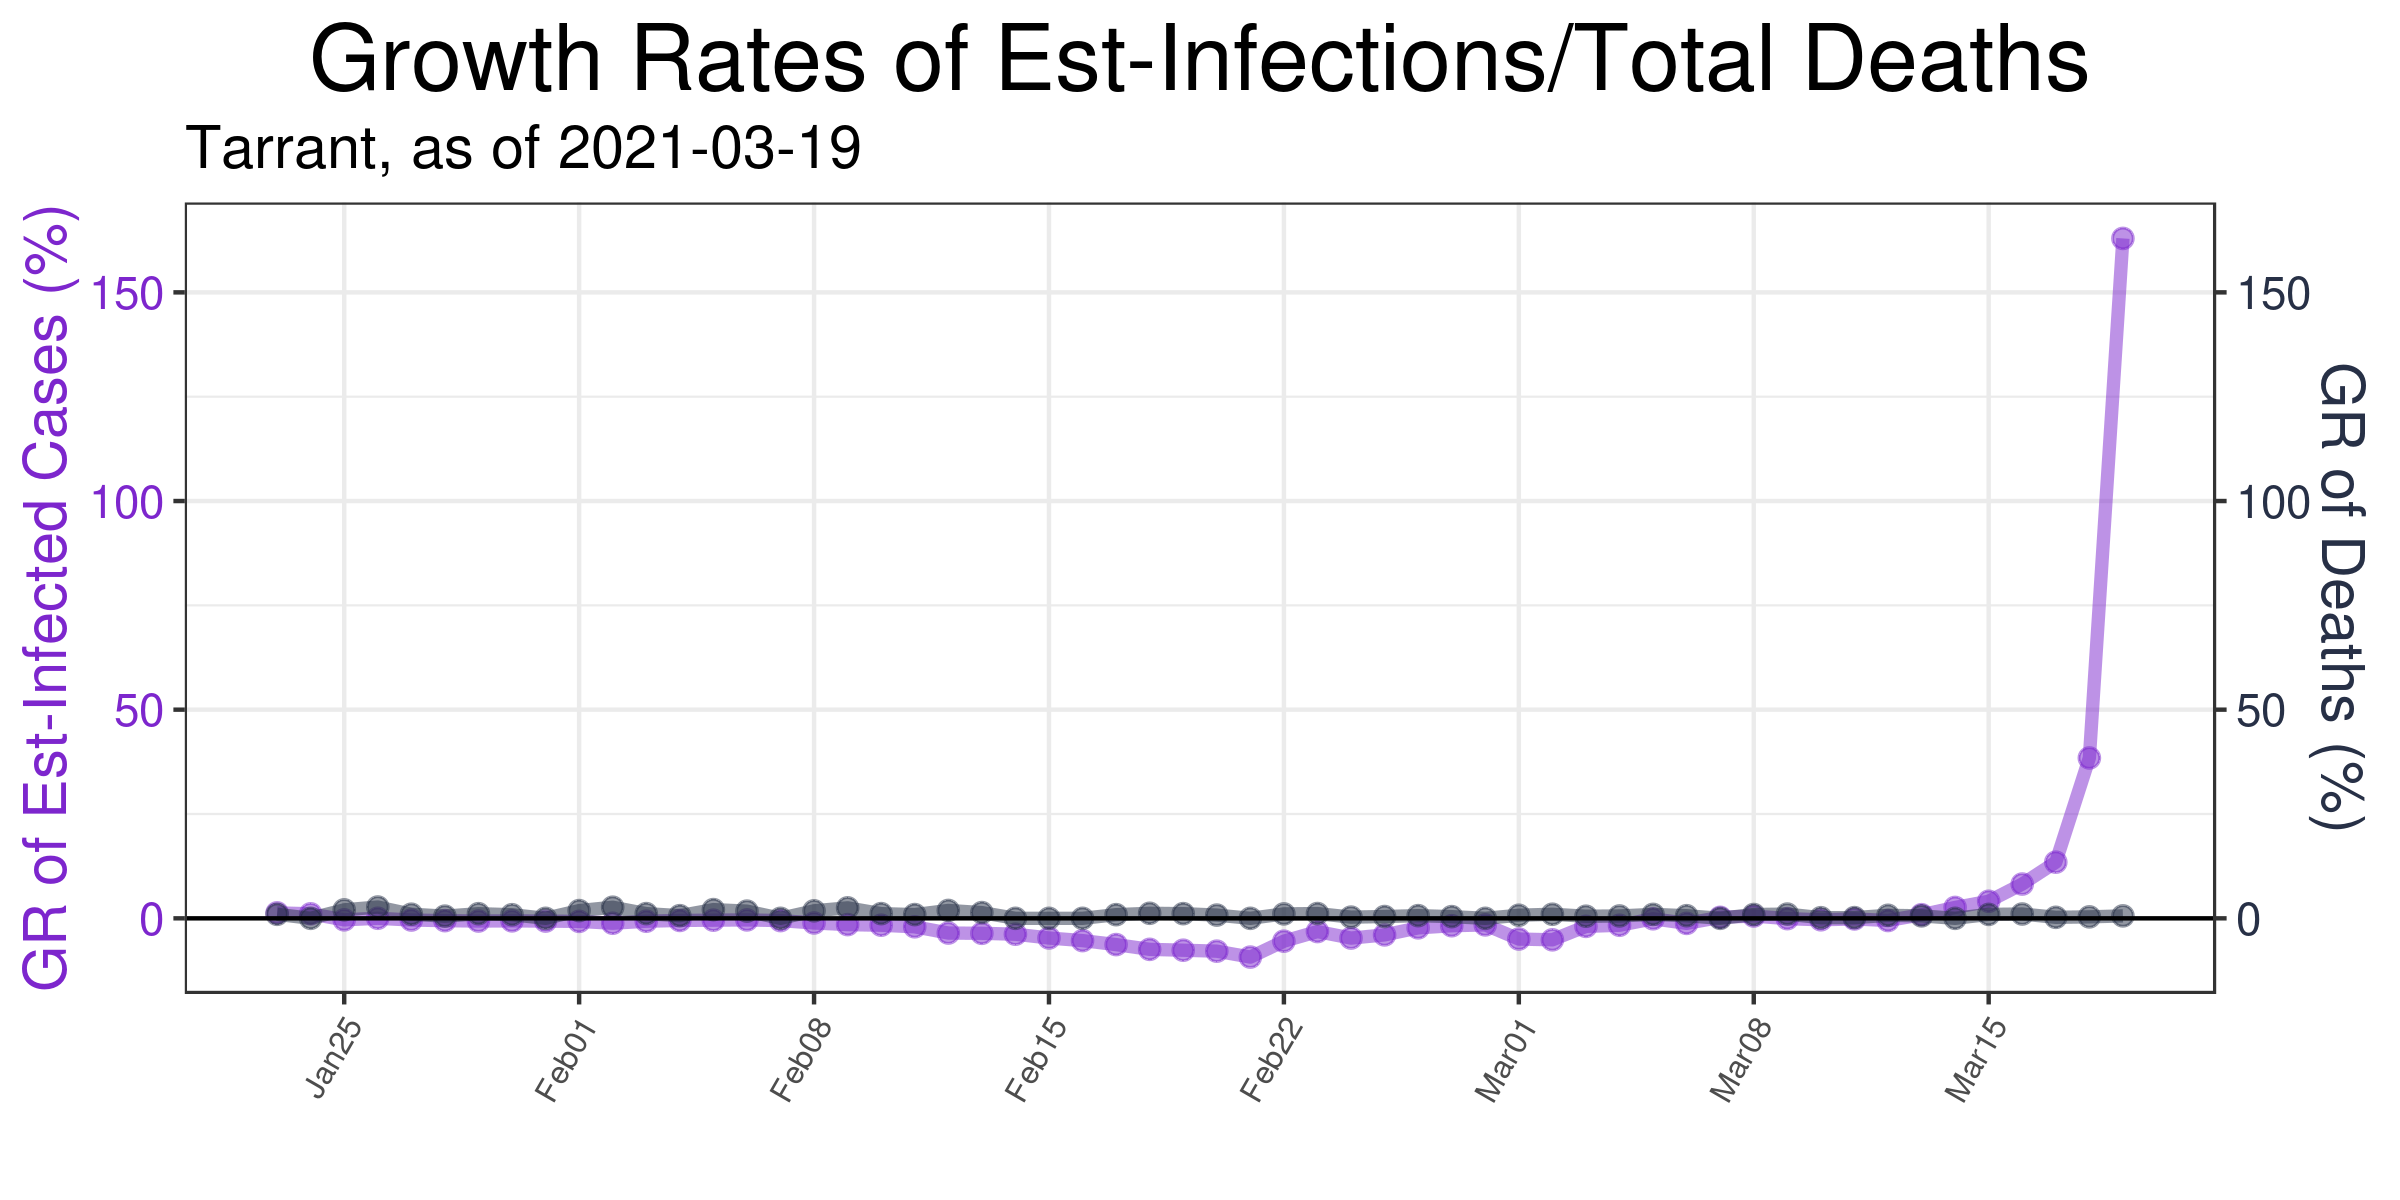 Growth Rates of Est-Infections/Total Deaths
Tarrant, as of 2021-03-19
GR of Est-Infected Cases (%)
150
100
50
0
150
100
50
0
GR of Deaths (%)
Jan25
Feb01
Feb08
Feb15
Feb22
Mar01
Mar08
Mar15